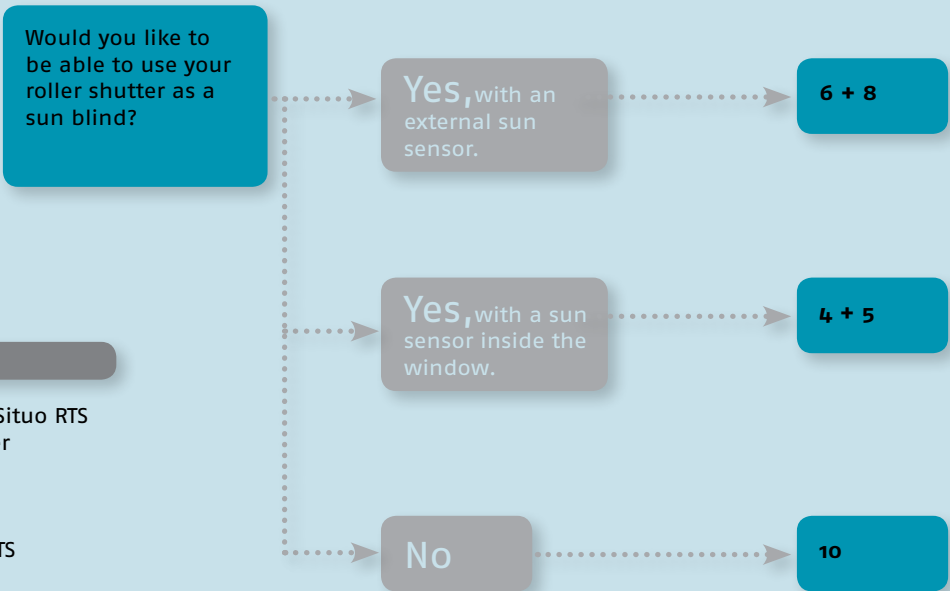 Would you like to
be able to use your
roller shutter as a
sun blind?
Yes, with an
external sun
sensor.
6 + 8
Yes, with a sun
sensor inside the
window.
4 + 5
Situo RTS
No
10